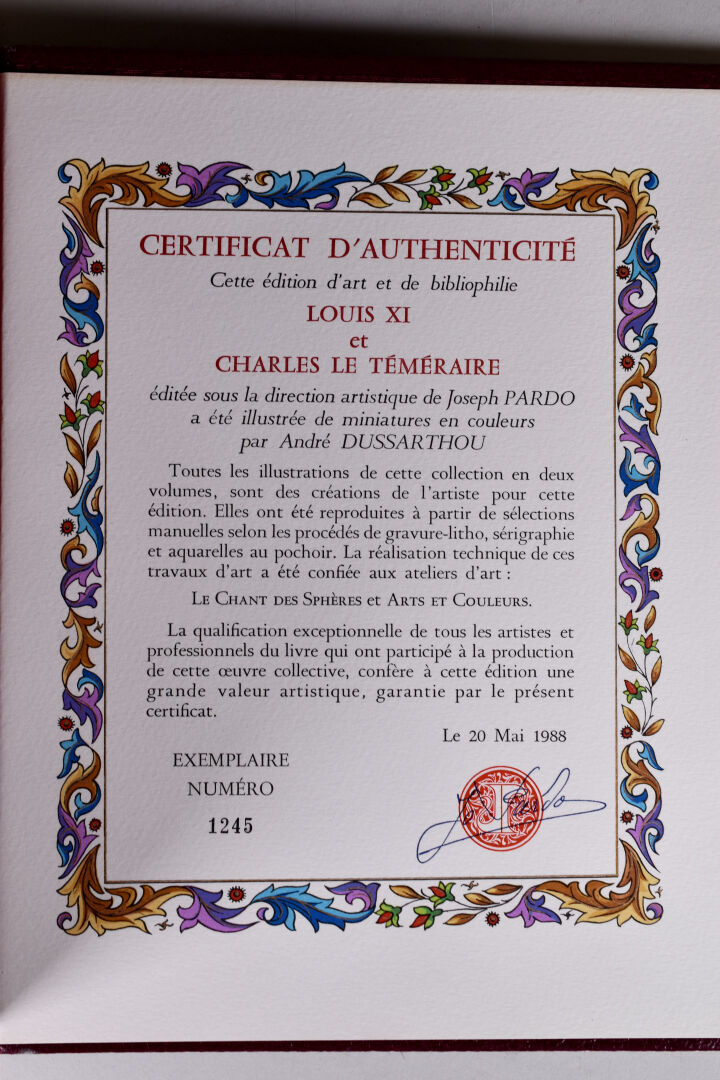 CERTIFICAT D'AUTHENTICITÉ
Cette édition d'art et de bibliophilie
LOUIS XI
et
CHARLES LE TÉMÉRAIRE
éditée sous la direction artistique de Joseph PARDO
a été illustrée de miniatures en couleurs
par André DUSSARTHOU
Toutes les illustrations de cette collection en deux
volumes, sont des créations de l'artiste pour cette
édition. Elles ont été reproduites à partir de sélections
manuelles selon les procédés de gravure-litho, sérigraphie
et aquarelles au pochoir. La réalisation technique de ces
travaux d'art a été confiée aux ateliers d'art :
LE CHANT DES SPHÈRES et ARTS ET COULEURS.
La qualification exceptionnelle de tous les artistes et
professionnels du livre qui ont participé à la production
de cette œuvre collective, confère à cette édition une
grande valeur artistique, garantie par le présent
certificat.
Le 20 Mai 1988
EXEMPLAIRE
NUMÉRO
1245